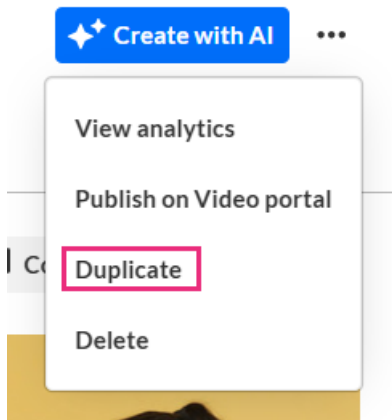 Create with AI
View analytics
Publish on Video portal
Duplicate
Delete